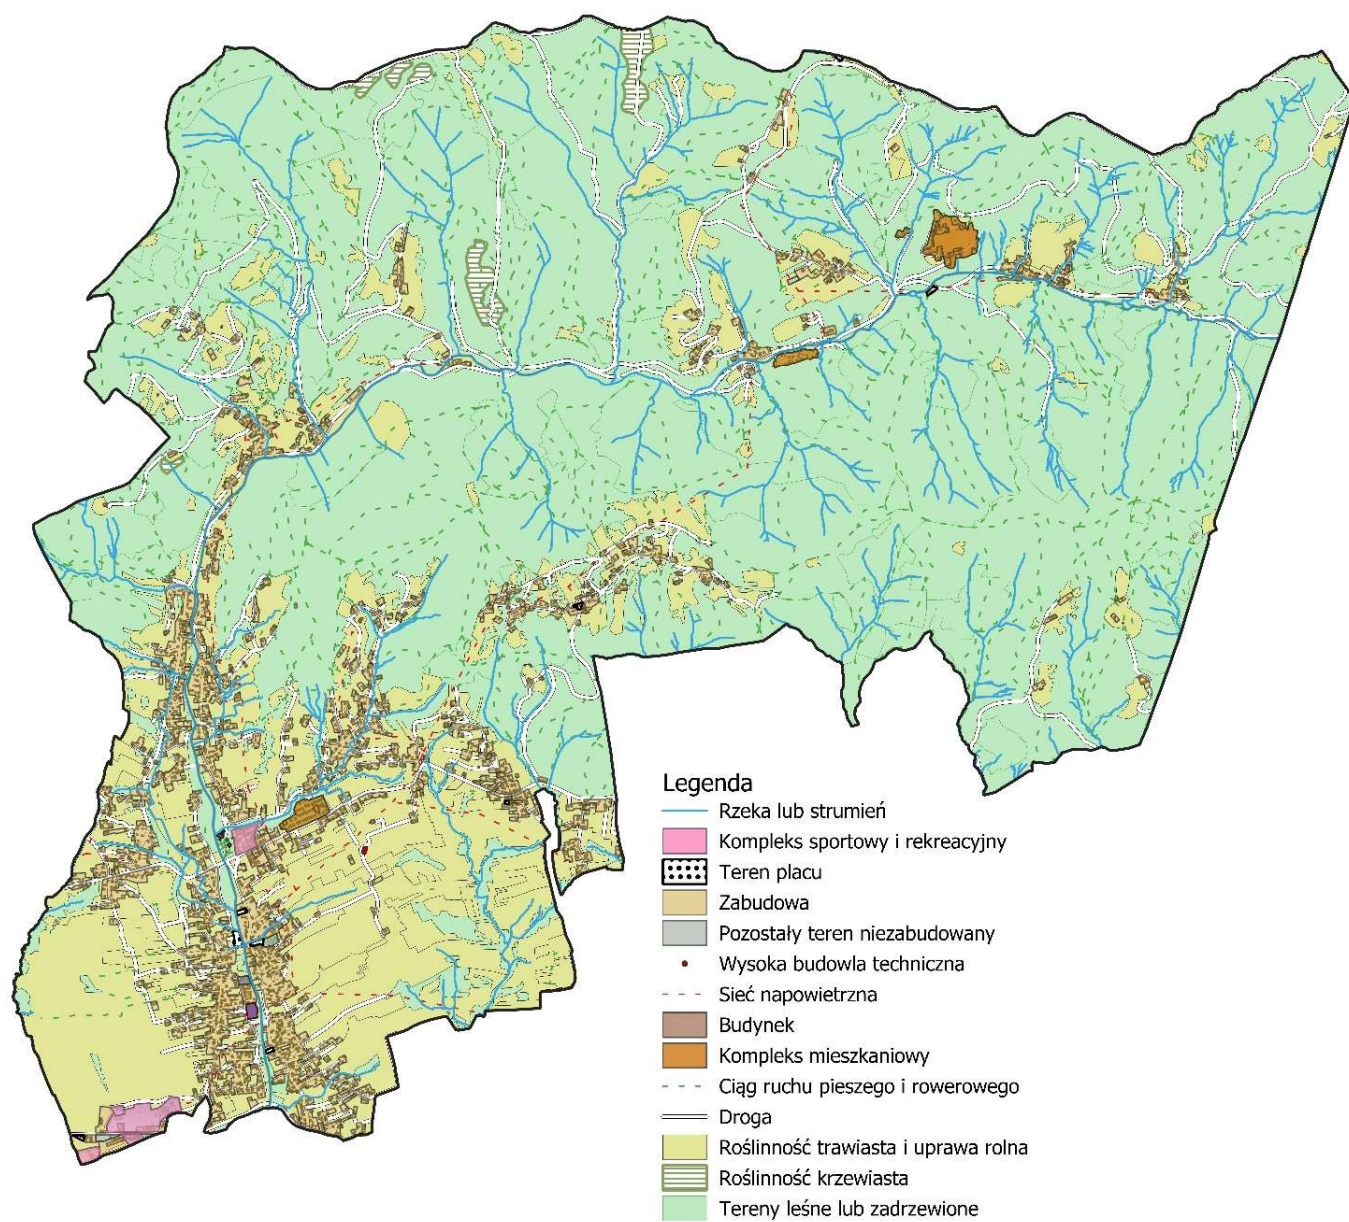 Legenda
Rzeka lub strumień
Kompleks sportowy i rekreacyjny
Teren placu
Zabudowa
Pozostały teren niezabudowany
Wysoka budowla techniczna
Sieć napowietrzna
Budynek
Kompleks mieszkaniowy
Ciąg ruchu pieszego i rowerowego
Droga
Roślinność trawiasta i uprawa rolna
Roślinność krzewiasta
Tereny leśne lub zadrzewione